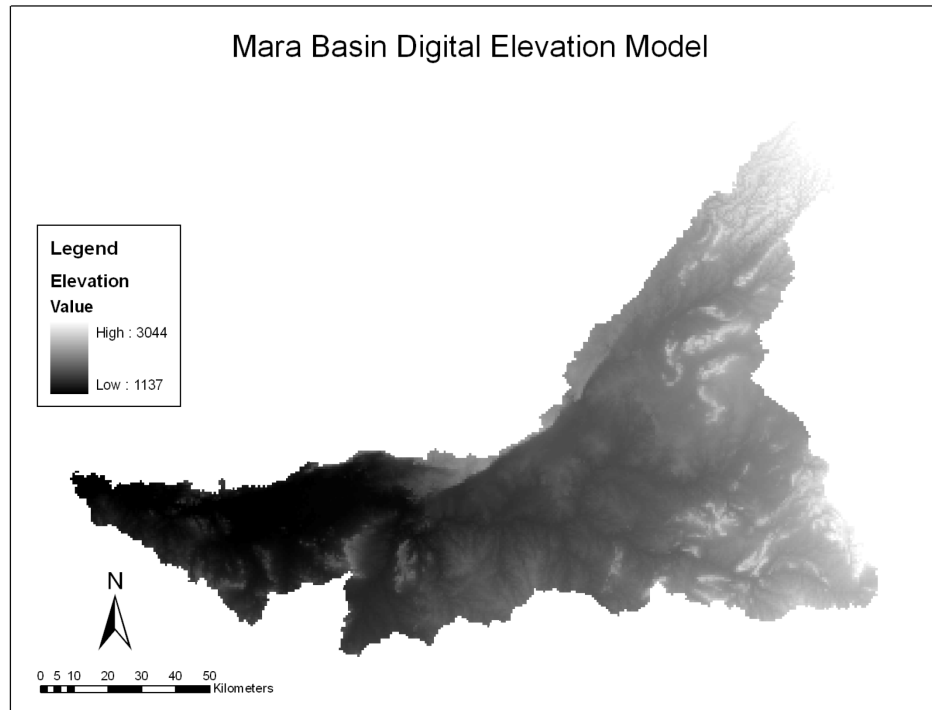 Mara Basin Digital Elevation Model
Legend
Elevation
Value
High : 3044
Low : 1137
N
0 5 10 20 30 40 50
Kilometers